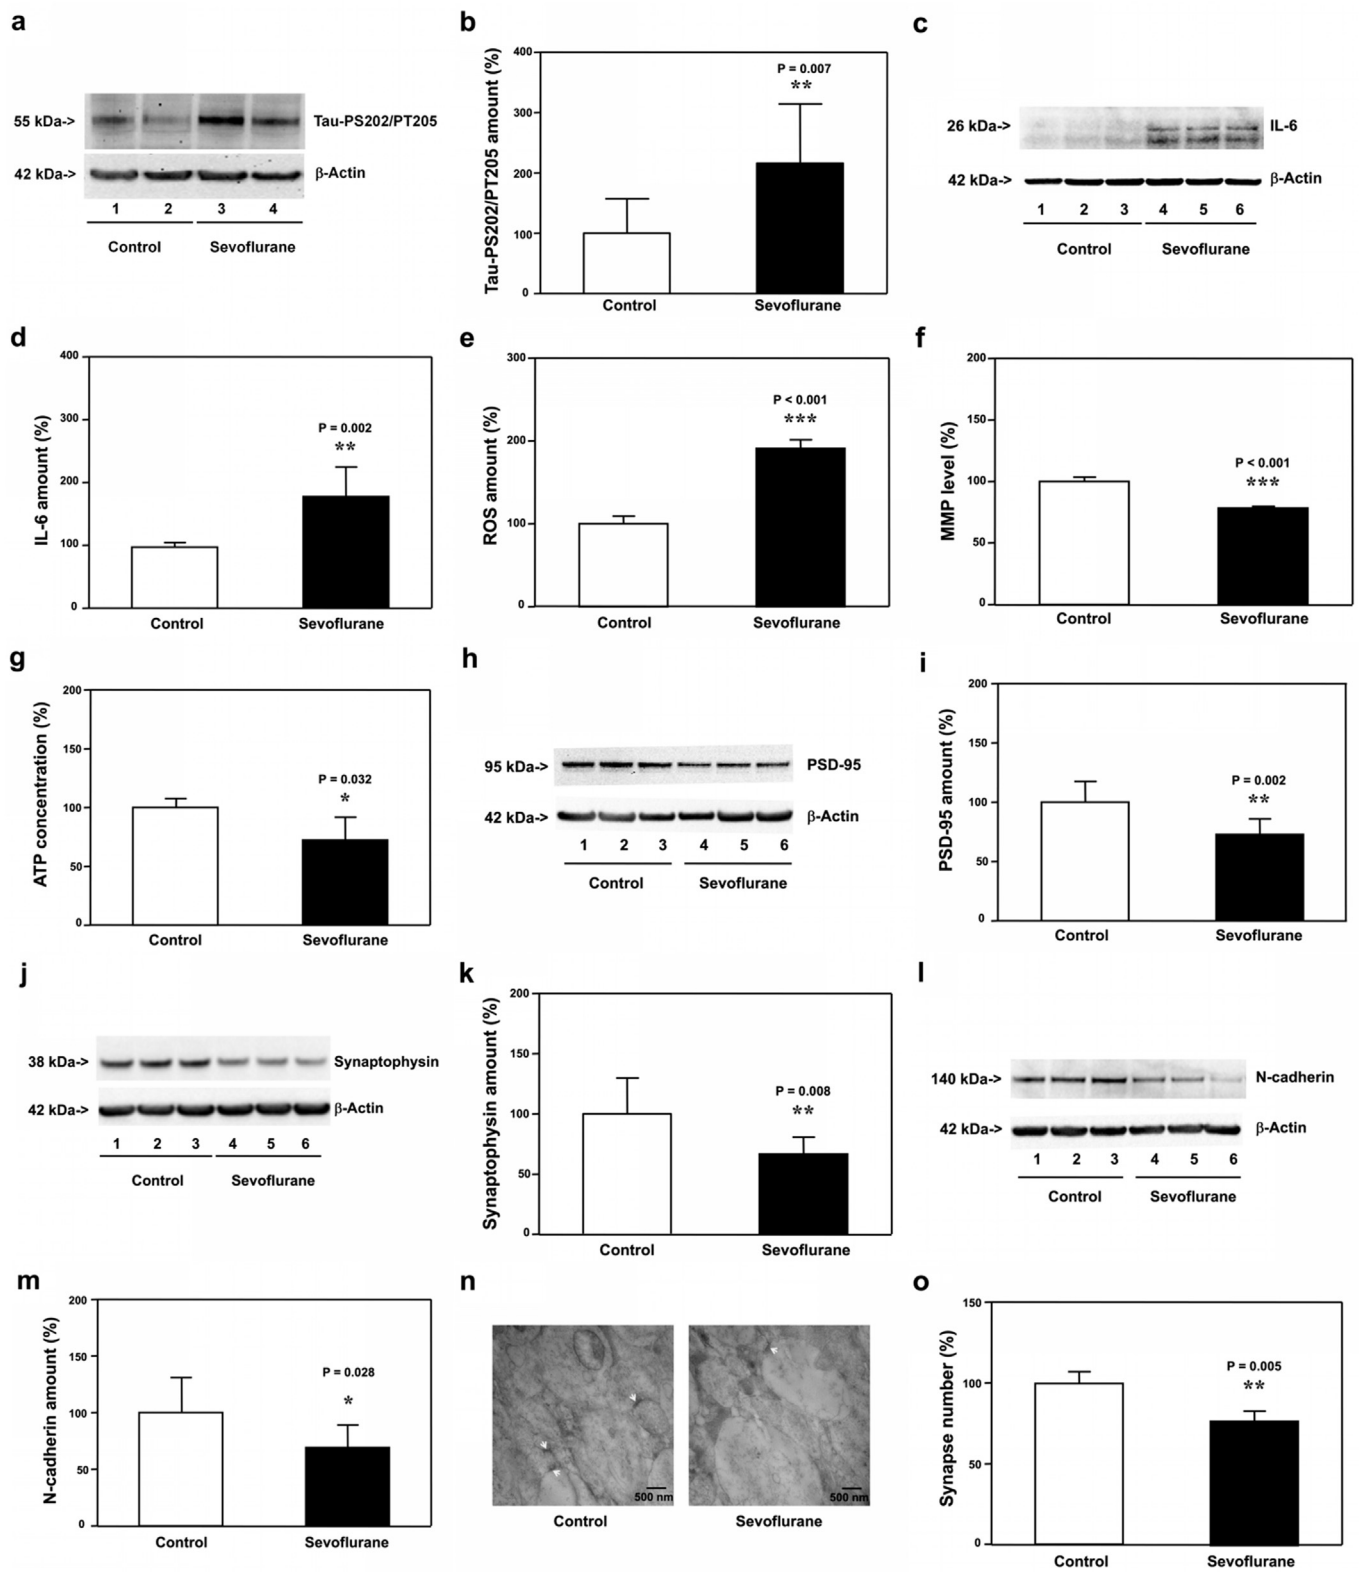 a
55 kDa-> Tau-PS202/PT205
42 kDa-> β-Actin
1 2 3 4
Control Sevoflurane
b
Tau-PS202/PT205 amount (%)
400
300
200
100
0
P = 0.007
**
Control Sevoflurane
c
26 kDa-> IL-6
42 kDa-> β-Actin
1 2 3 4 5 6
Control Sevoflurane
d
IL-6 amount (%)
400
300
200
100
0
P = 0.002
**
Control Sevoflurane
e
ROS amount (%)
300
200
100
0
P < 0.001
***
Control Sevoflurane
f
MMP level (%)
200
150
100
50
0
P < 0.001
***
Control Sevoflurane
g
ATP concentration (%)
200
150
100
50
0
P = 0.032
*
Control Sevoflurane
h
95 kDa-> PSD-95
42 kDa-> β-Actin
1 2 3 4 5 6
Control Sevoflurane
i
PSD-95 amount (%)
200
150
100
50
0
P = 0.002
**
Control Sevoflurane
j
38 kDa-> Synaptophysin
42 kDa-> β-Actin
1 2 3 4 5 6
Control Sevoflurane
k
Synaptophysin amount (%)
200
150
100
50
0
P = 0.008
**
Control Sevoflurane
l
140 kDa-> N-cadherin
42 kDa-> β-Actin
1 2 3 4 5 6
Control Sevoflurane
m
N-cadherin amount (%)
200
150
100
50
0
P = 0.028
*
Control Sevoflurane
n
500 nm 500 nm
Control Sevoflurane
o
Synapse number (%)
150
100
50
0
P = 0.005
**
Control Sevoflurane